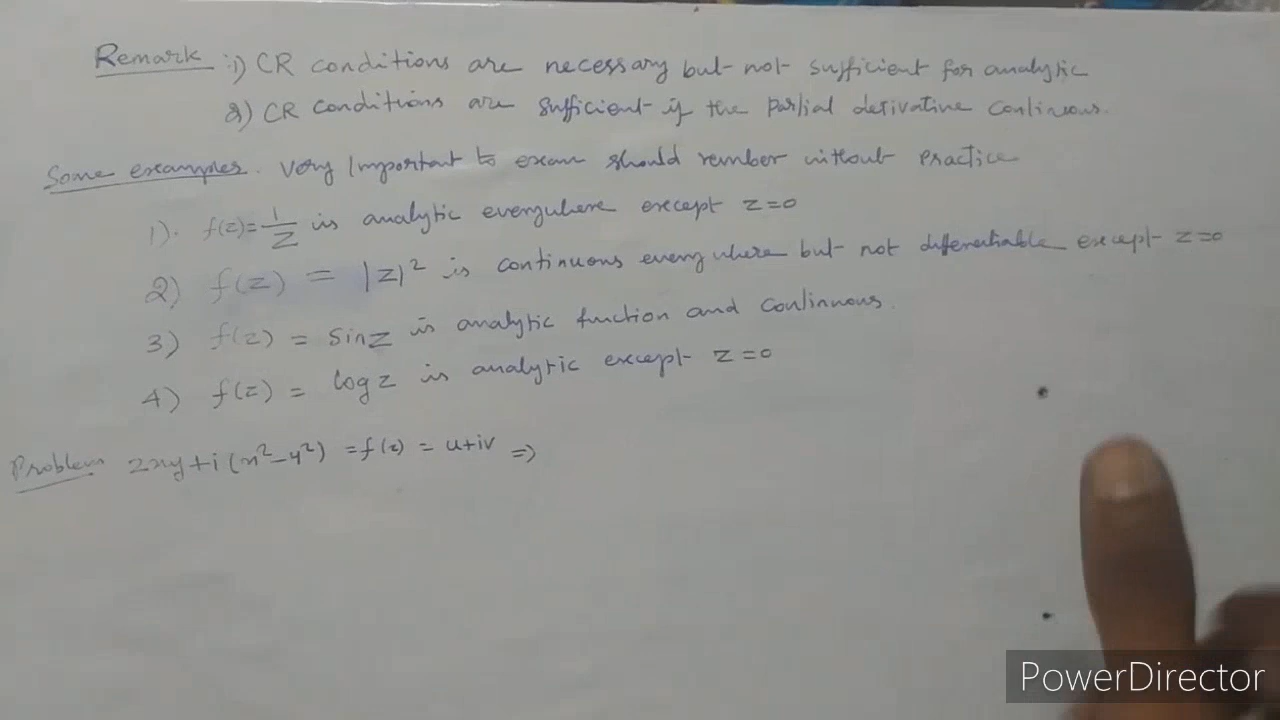 Remark :1) CR conditions are necessary but not sufficient for analytic
2) CR conditions are sufficient if the partial derivative continuous.
Some examples. Very Important to exam should rember without practice
1). f(z)=1/z is analytic everywhere except z=0
2) f(z) = |z|² is continuous everywhere but not differentiable except z=0
3) f(z) = sinz is analytic function and continuous.
4) f(z) = log z is analytic except z=0
Problem 2xy+i(x²-y²) =f(z) = u+iv ⇒
PowerDirector